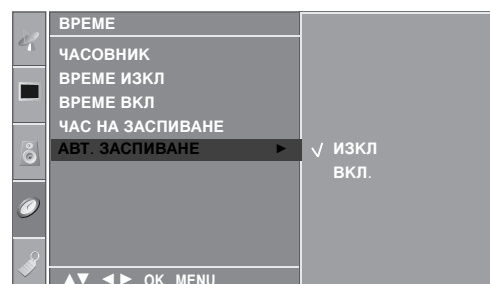 ВРЕМЕ
ЧАСОВНИК
ВРЕМЕ ИЗКЛ
ВРЕМЕ ВКЛ
ЧАС НА ЗАСПИВАНЕ
АВТ. ЗАСПИВАНЕ ► √ ИЗКЛ
ВКЛ.
▲▼ ◄► OK MENU